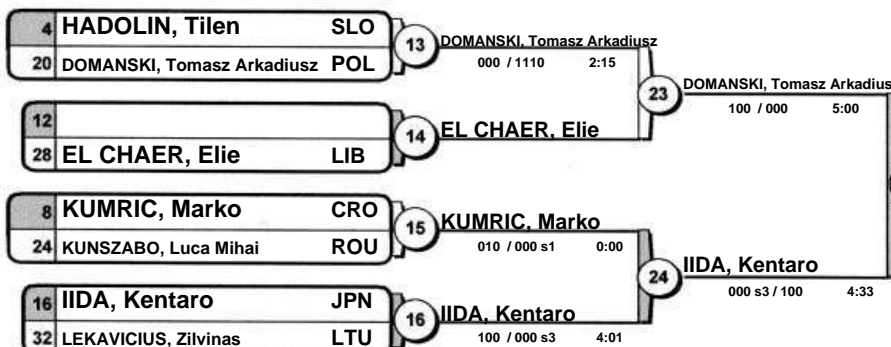 4 HADOLIN, Tilen SLO
20 DOMANSKI, Tomasz Arkadiusz POL
13
DOMANSKI, Tomasz Arkadiusz
000 / 1110 2:15
12
28 EL CHAER, Elie LIB
14
EL CHAER, Elie
23
DOMANSKI, Tomasz Arkadius
100 / 000 5:00
8 KUMRIC, Marko CRO
24 KUNSZABO, Luca Mihai ROU
15
KUMRIC, Marko
010 / 000 s1 0:00
16 IIDA, Kentaro JPN
32 LEKAVICIUS, Zilvinas LTU
16
IIDA, Kentaro
100 / 000 s3 4:01
24
IIDA, Kentaro
000 s3 / 100 4:33